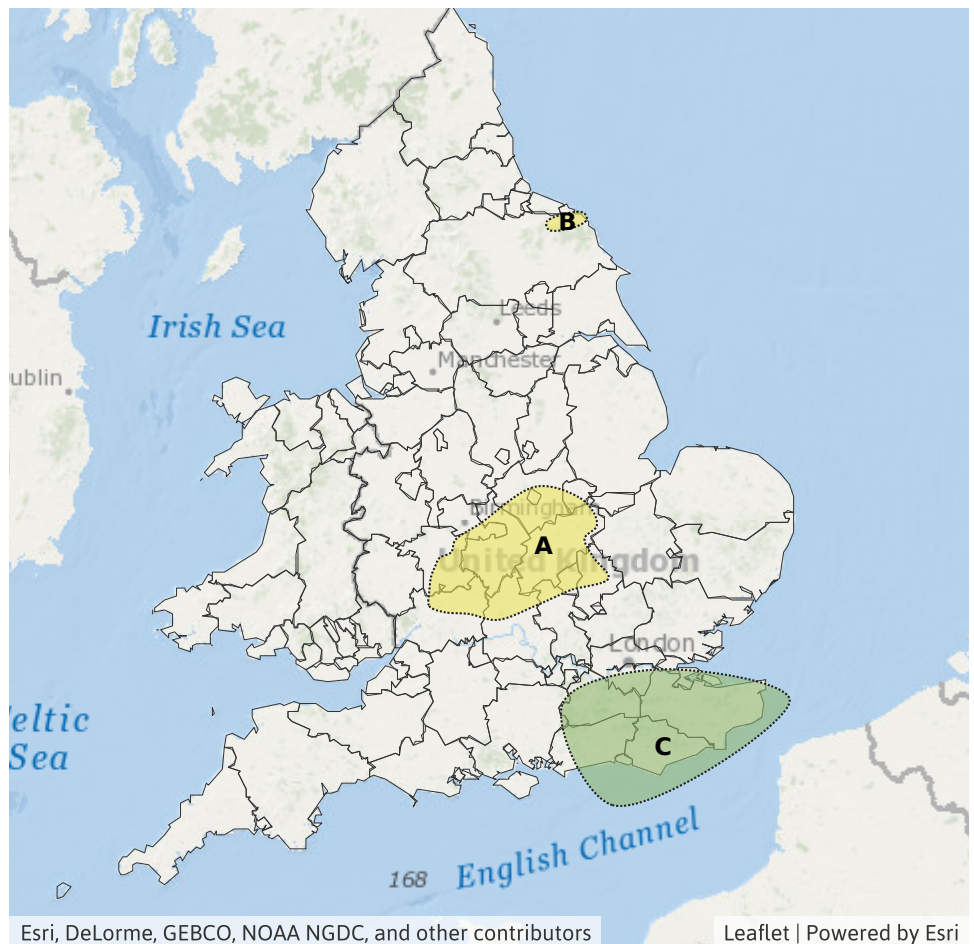 B
Leeds
Irish Sea
Manchester
ublin
Birmingham
A
United Kingdom
London
eltic
Sea
C
English Channel
168
Esri, DeLorme, GEBCO, NOAA NGDC, and other contributors
Leaflet | Powered by Esri